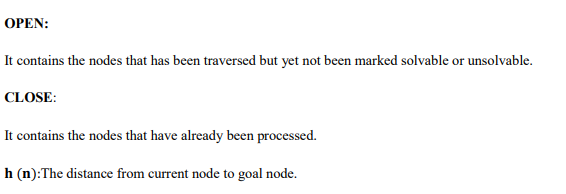 OPEN:
It contains the nodes that has been traversed but yet not been marked solvable or unsolvable.
CLOSE:
It contains the nodes that have already been processed.
h (n):The distance from current node to goal node.